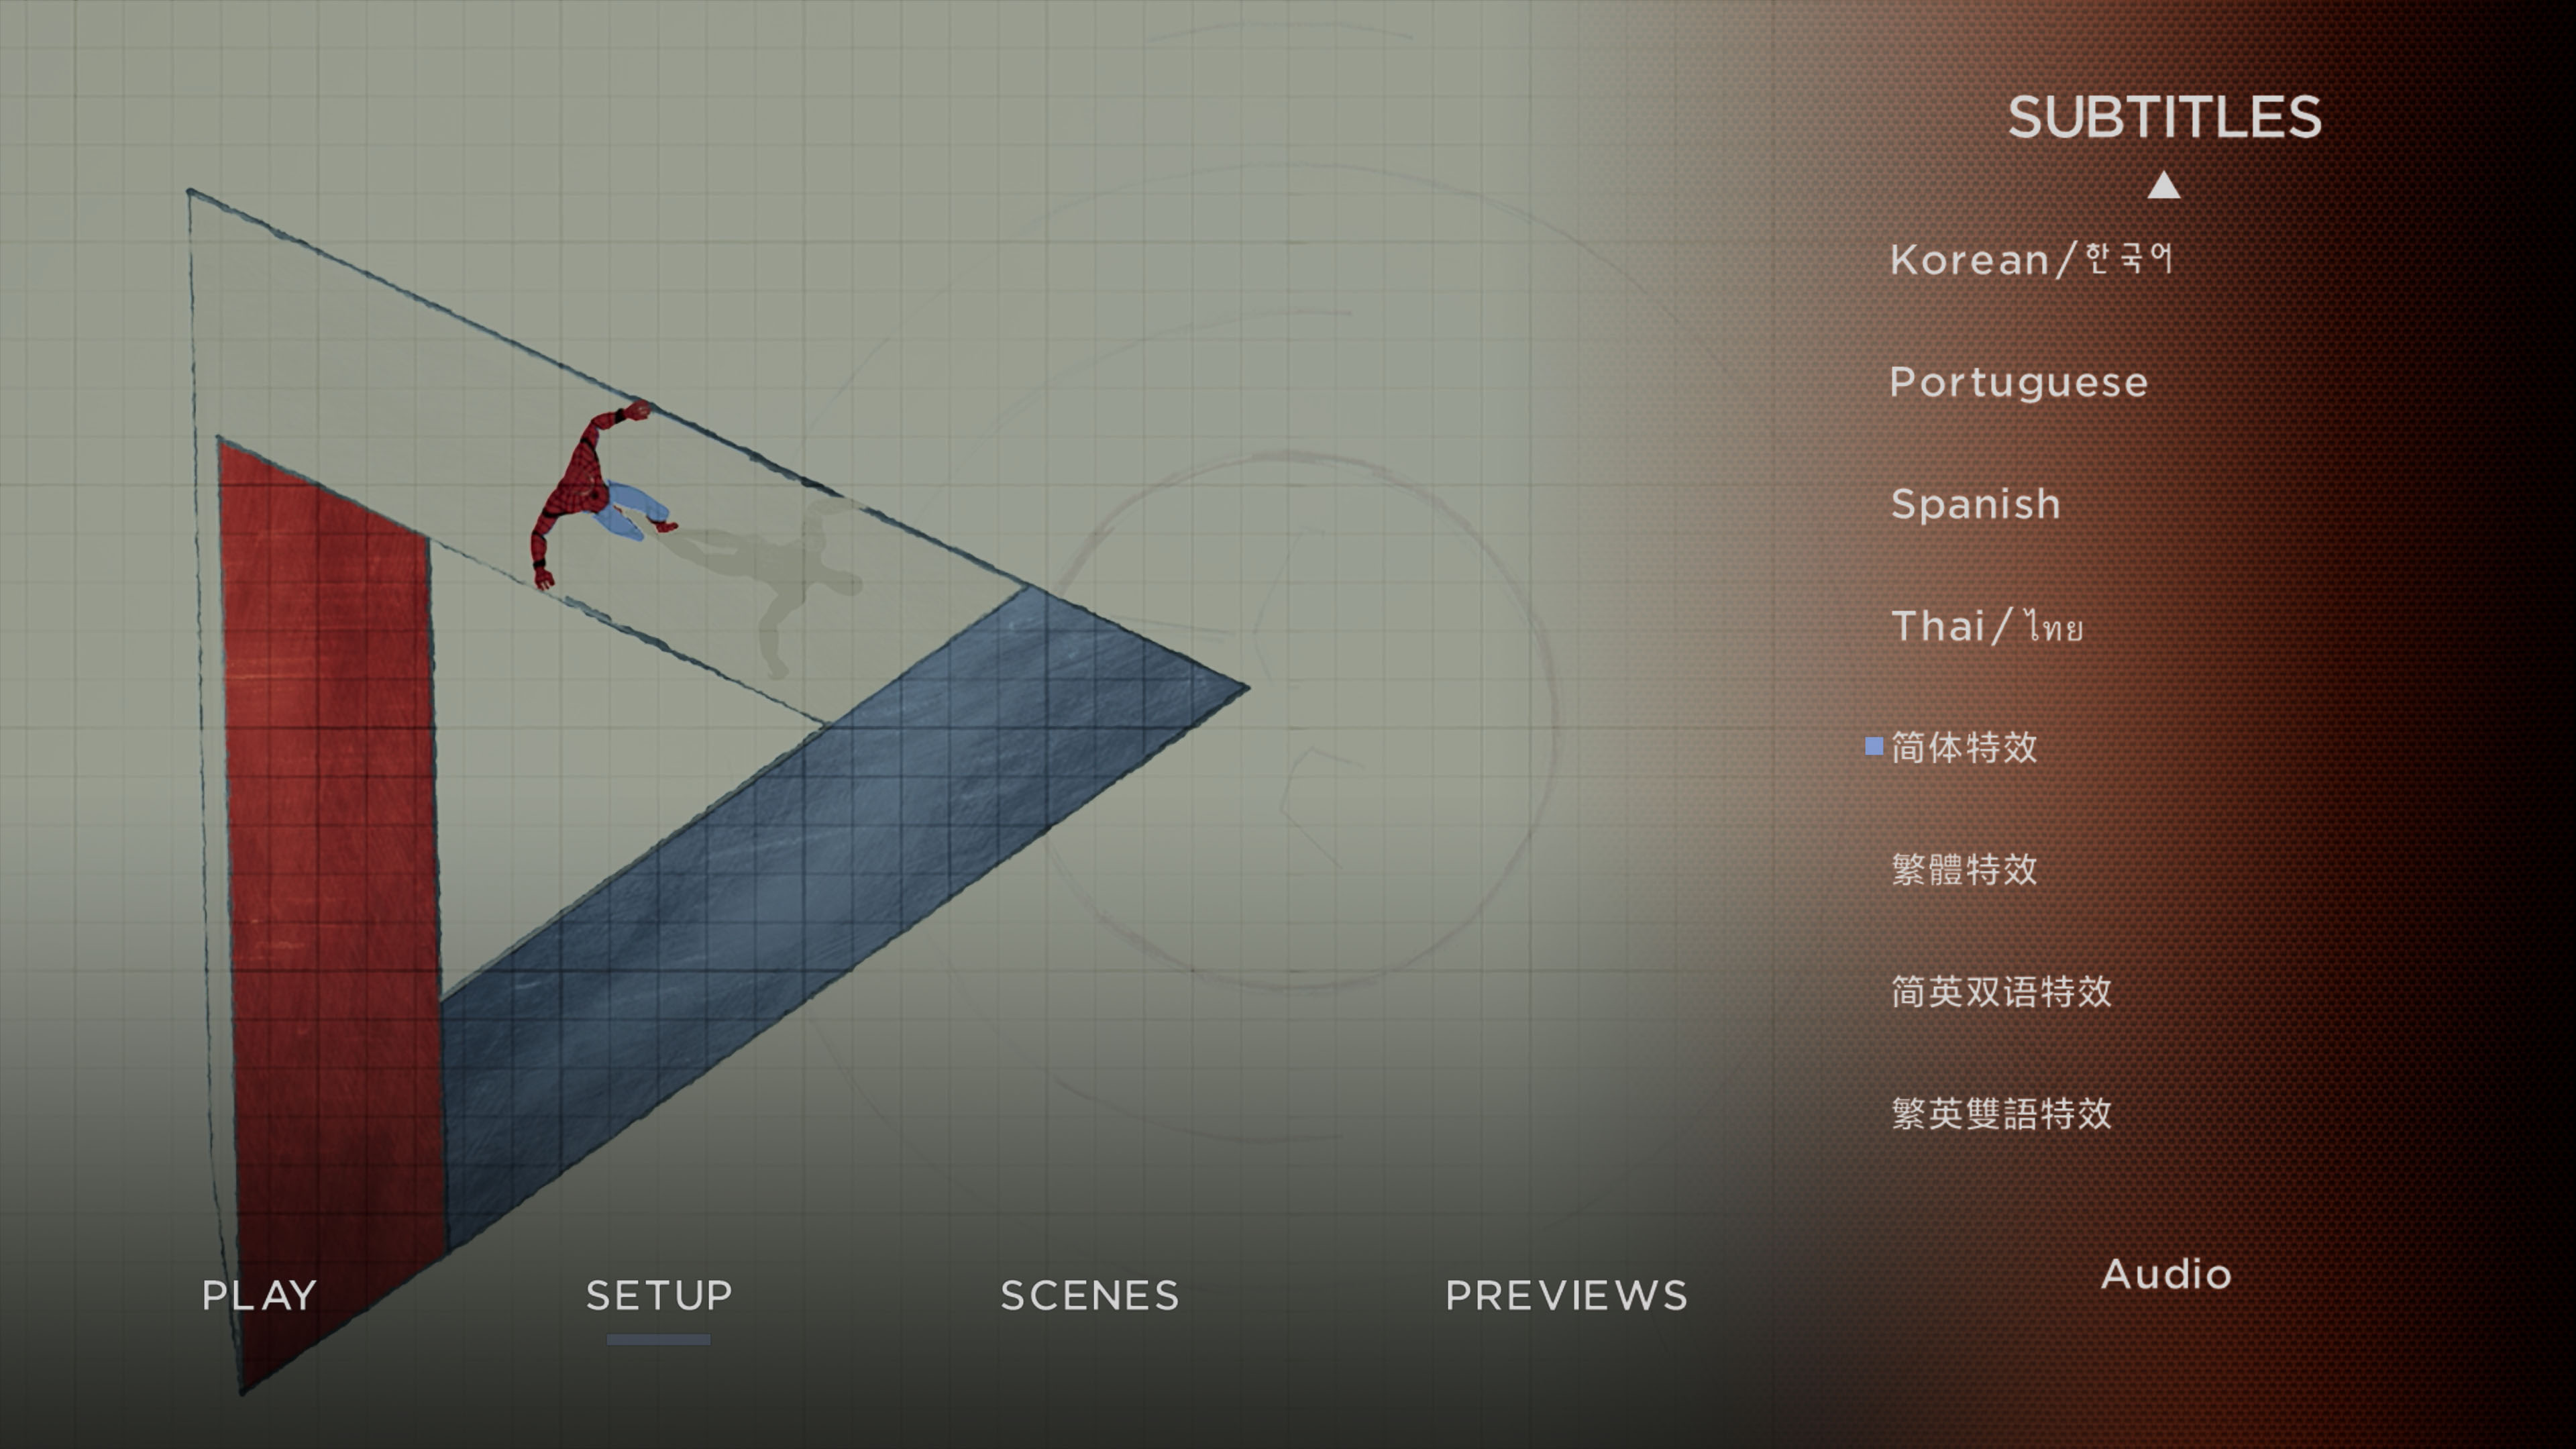 SUBTITLES
Korean/한국어
Portuguese
Spanish
Thai/ไทย
简体特效
繁體特效
简英双语特效
繁英雙語特效
Audio
PLAY
SETUP
SCENES
PREVIEWS